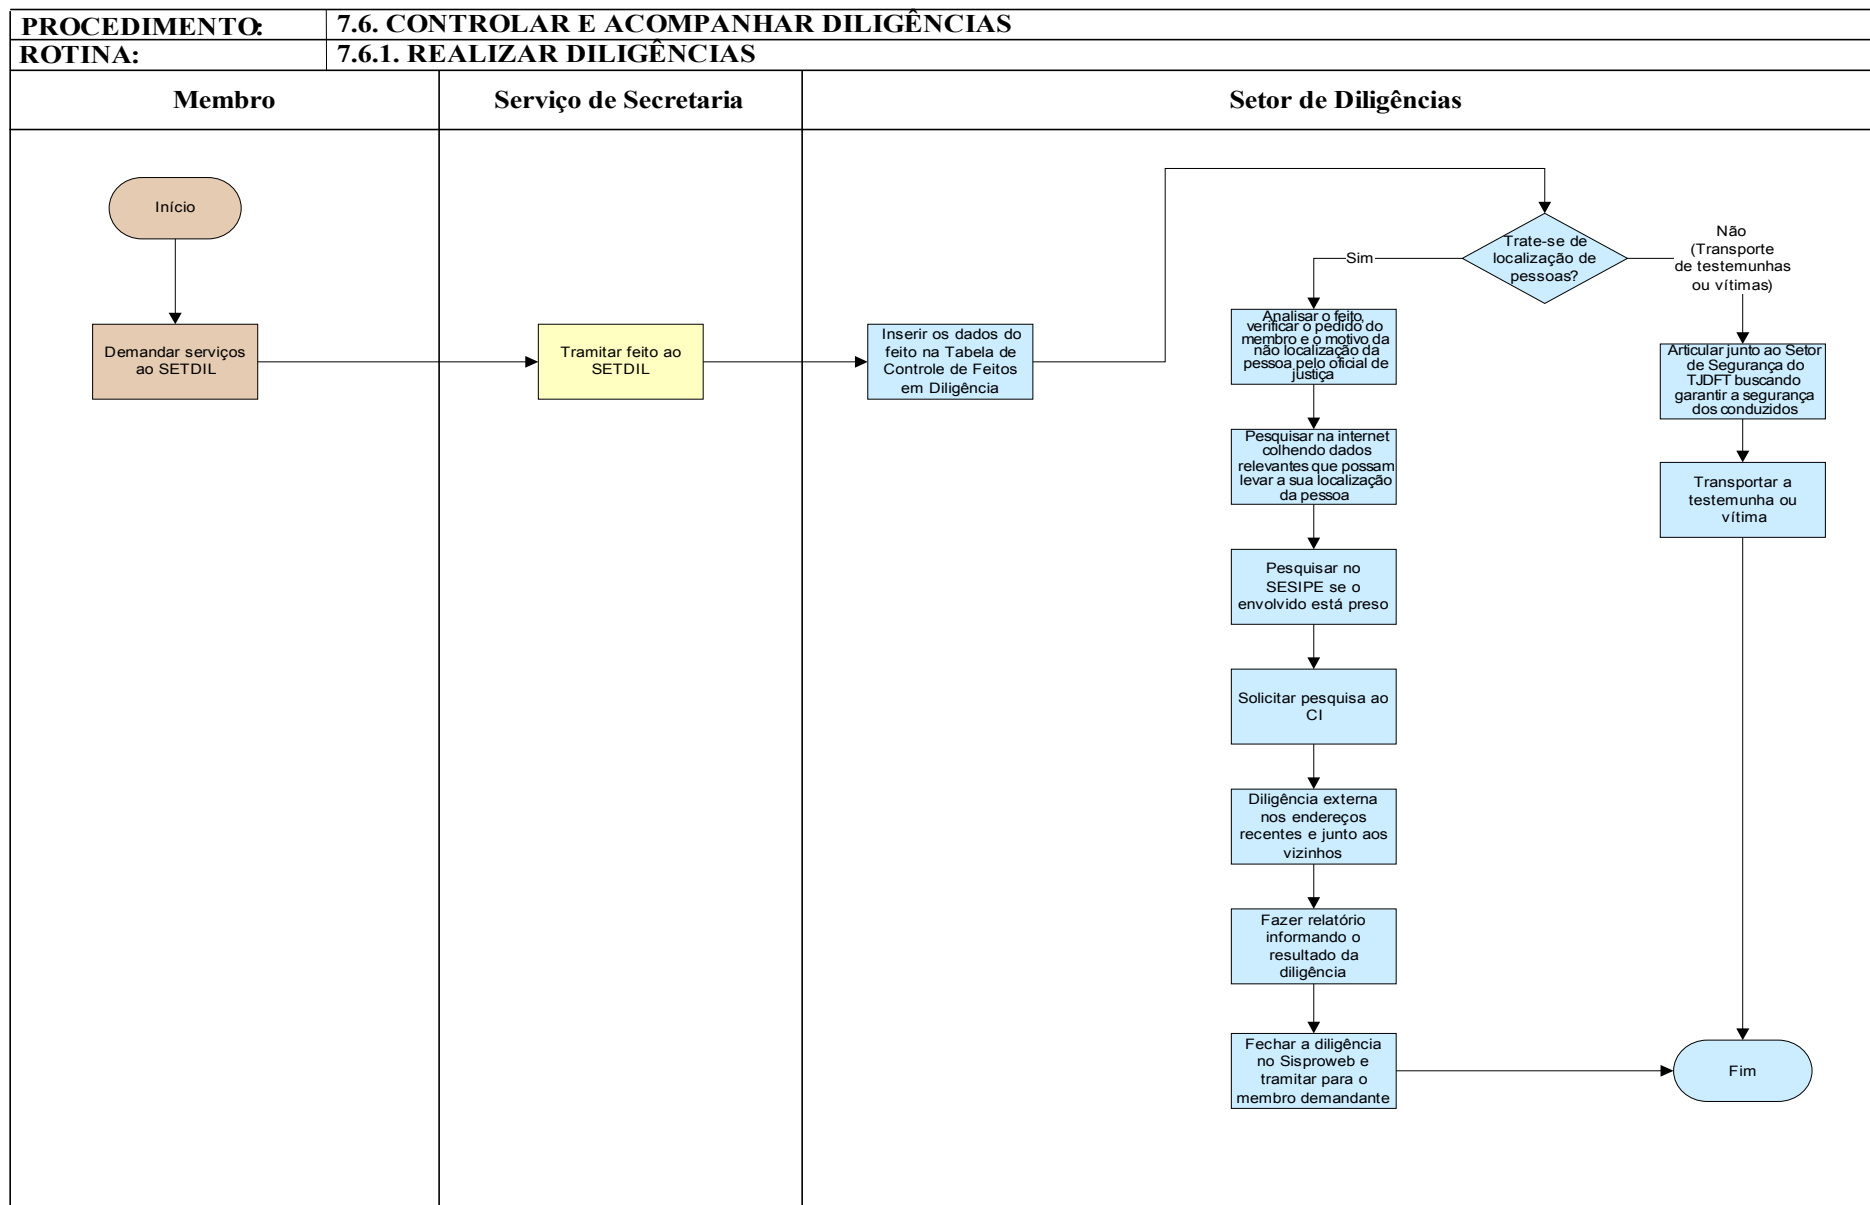 PROCEDIMENTO:
7.6. CONTROLAR E ACOMPANHAR DILIGÊNCIAS
ROTINA:
7.6.1. REALIZAR DILIGÊNCIAS
Membro
Serviço de Secretaria
Setor de Diligências
Início
Demandar serviços
ao SETDIL
Tramitar feito ao
SETDIL
Inserir os dados do
feito na Tabela de
Controle de Feitos
em Diligência
Trate-se de
localização de
pessoas?
Sim
Não
(Transporte
de testemunhas
ou vítimas)
Analisar o feito,
verificar o pedido do
membro e o motivo da
não localização da
pessoa pelo oficial de
justiça
Pesquisar na internet
colhendo dados
relevantes que possam
levar a sua localização
da pessoa
Pesquisar no
SESIPE se o
envolvido está preso
Solicitar pesquisa ao
CI
Diligência externa
nos endereços
recentes e junto aos
vizinhos
Fazer relatório
informando o
resultado da
diligência
Fechar a diligência
no Sisproweb e
tramitar para o
membro demandante
Articular junto ao Setor
de Segurança do
TJDFT buscando
garantir a segurança
dos conduzidos
Transportar a
testemunha ou
vítima
Fim